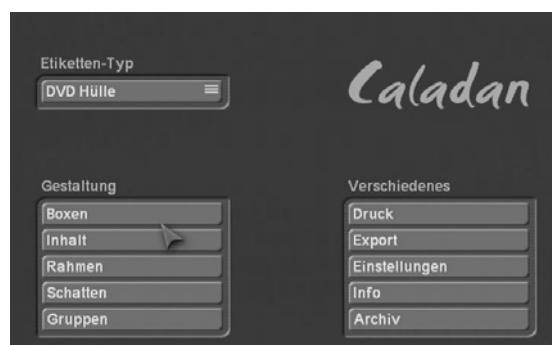 Etiketten-Typ
DVD Hülle
Caladan
Gestaltung
Boxen
Inhalt
Rahmen
Schatten
Gruppen
Verschiedenes
Druck
Export
Einstellungen
Info
Archiv